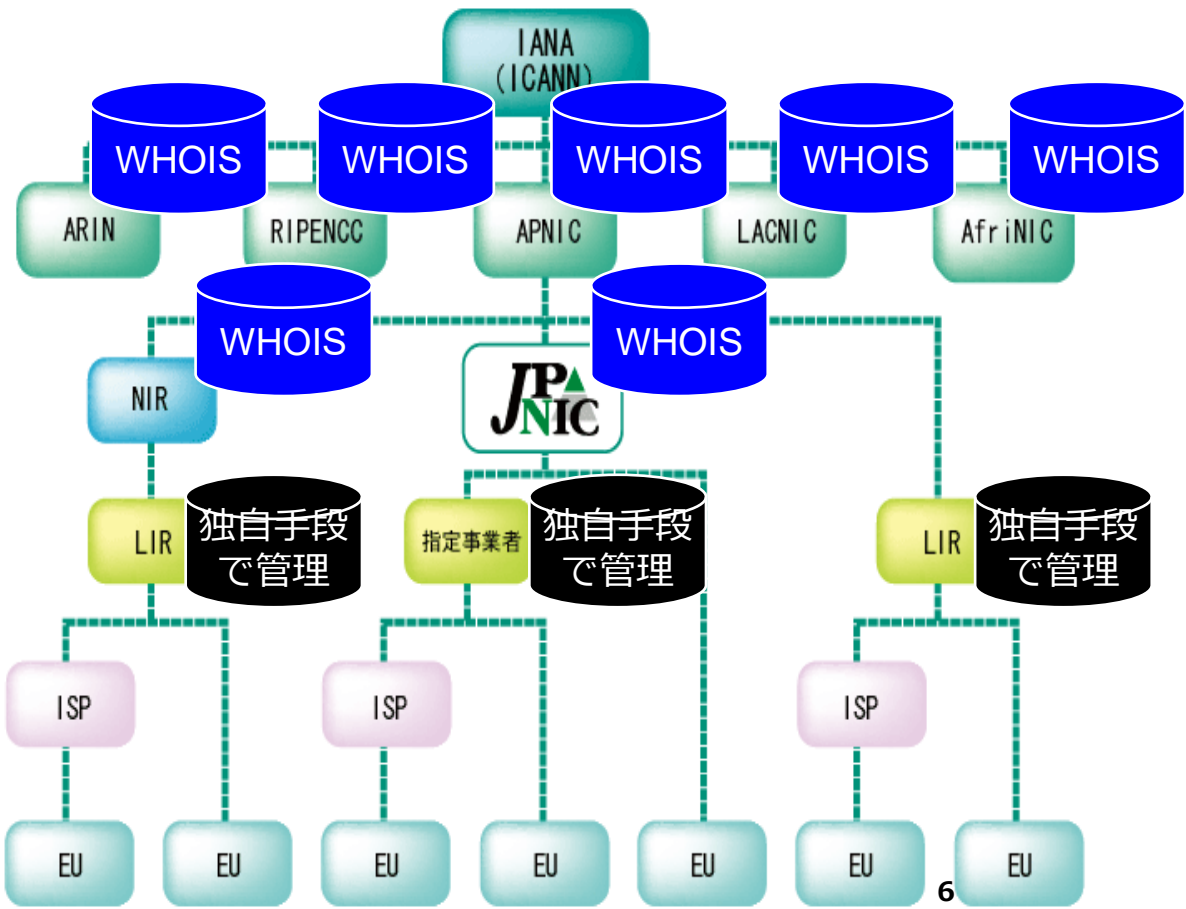 IANA
(ICANN)
WHOIS
WHOIS
WHOIS
WHOIS
WHOIS
ARIN
RIPENCC
APNIC
LACNIC
AfriNIC
WHOIS
WHOIS
NIR
JPNIC
LIR
独自手段
で管理
指定事業者
独自手段
で管理
LIR
独自手段
で管理
ISP
ISP
ISP
EU
EU
EU
EU
EU
EU
EU
6